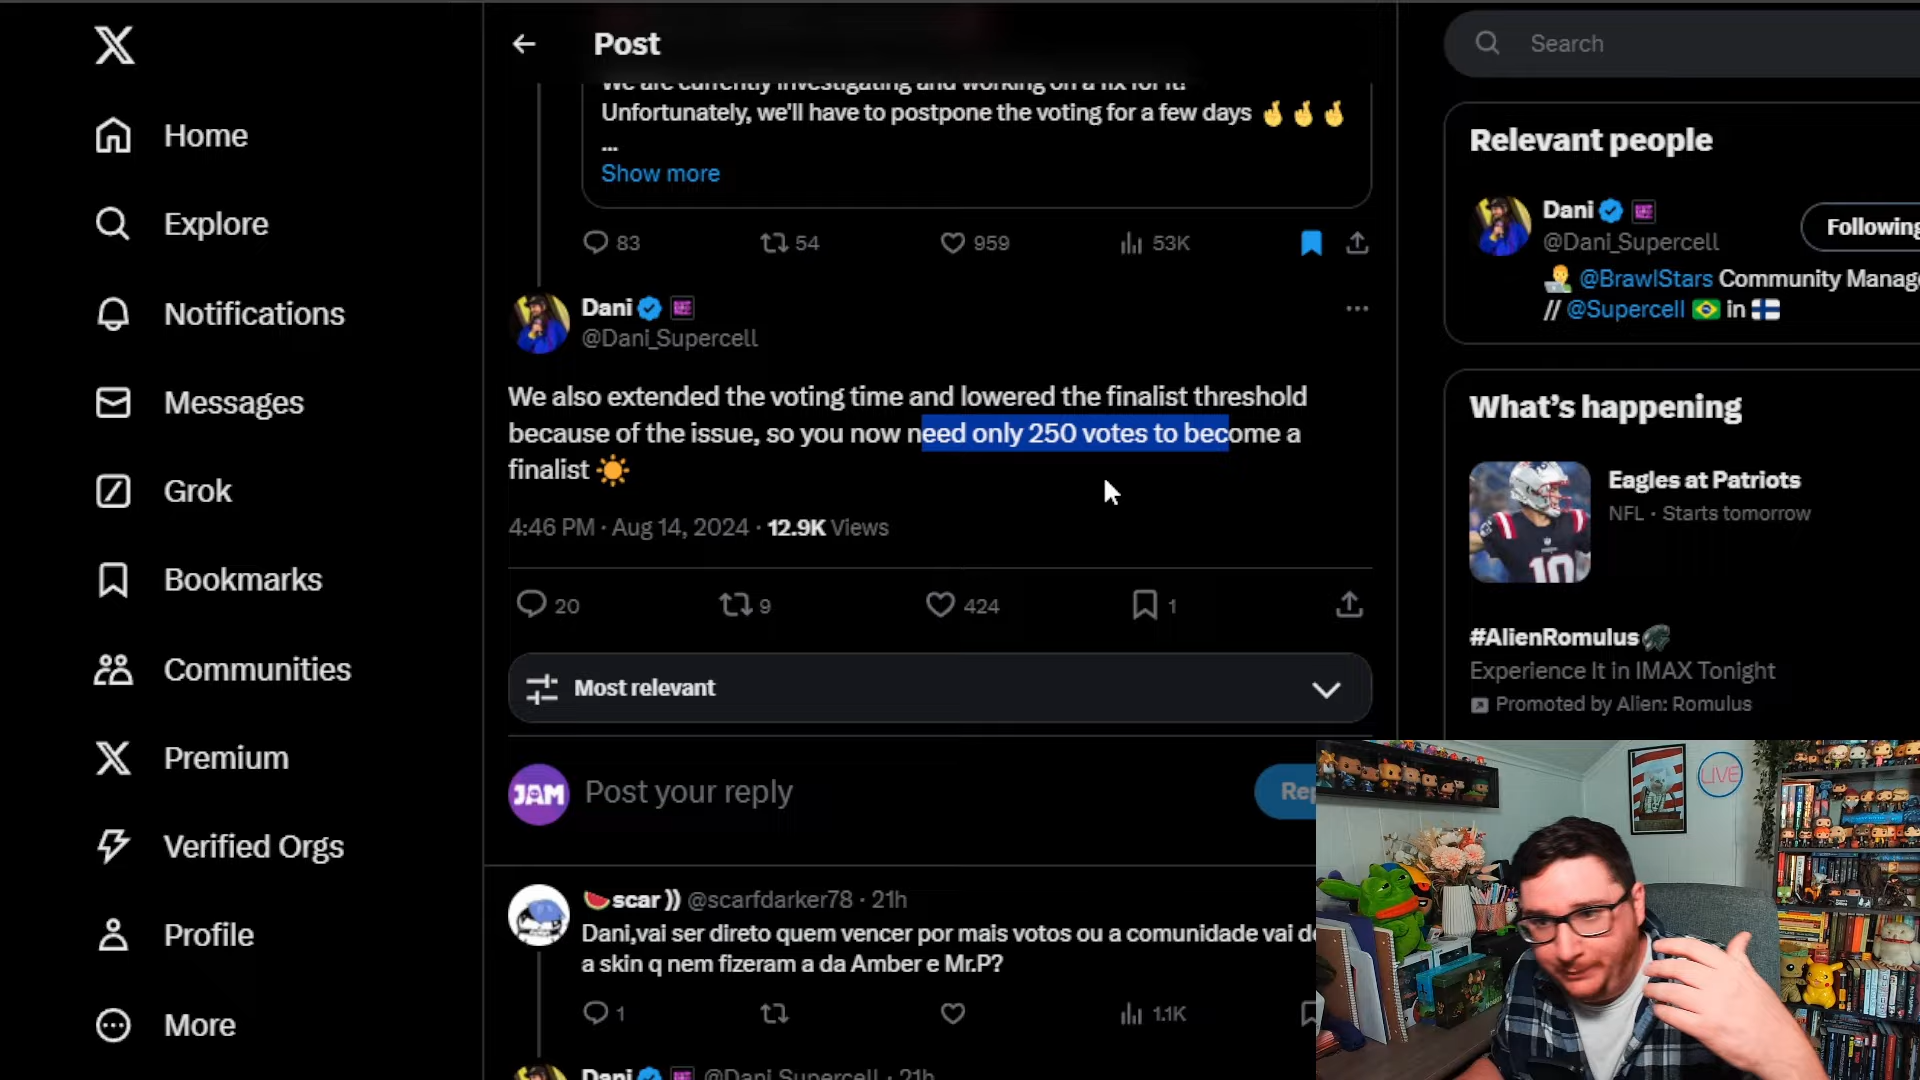 Post
Search
We are currently investigating and working on a fix for it!
Unfortunately, we'll have to postpone the voting for a few days 🤞🤞🤞
...
Show more
83
54
959
53K
Home
Explore
Notifications
Messages
Grok
Bookmarks
Communities
Premium
Verified Orgs
Profile
More
Dani
@Dani_Supercell
We also extended the voting time and lowered the finalist threshold
because of the issue, so you now need only 250 votes to become a
finalist ☀️
4:46 PM · Aug 14, 2024 · 12.9K Views
20
9
424
1
Most relevant
JAM
Post your reply
Rep
🍉scar )) @scarfdarker78 · 21h
Dani,vai ser direto quem vencer por mais votos ou a comunidade vai de
a skin q nem fizeram a da Amber e Mr.P?
1
1.1K
Dani @Dani_Supercell · 21h
Relevant people
Dani
@Dani_Supercell
Following
@BrawlStars Community Manage
// @Supercell 🇧🇷 in 🇫🇮
What's happening
Eagles at Patriots
NFL · Starts tomorrow
#AlienRomulus
Experience It in IMAX Tonight
Promoted by Alien: Romulus
LIVE